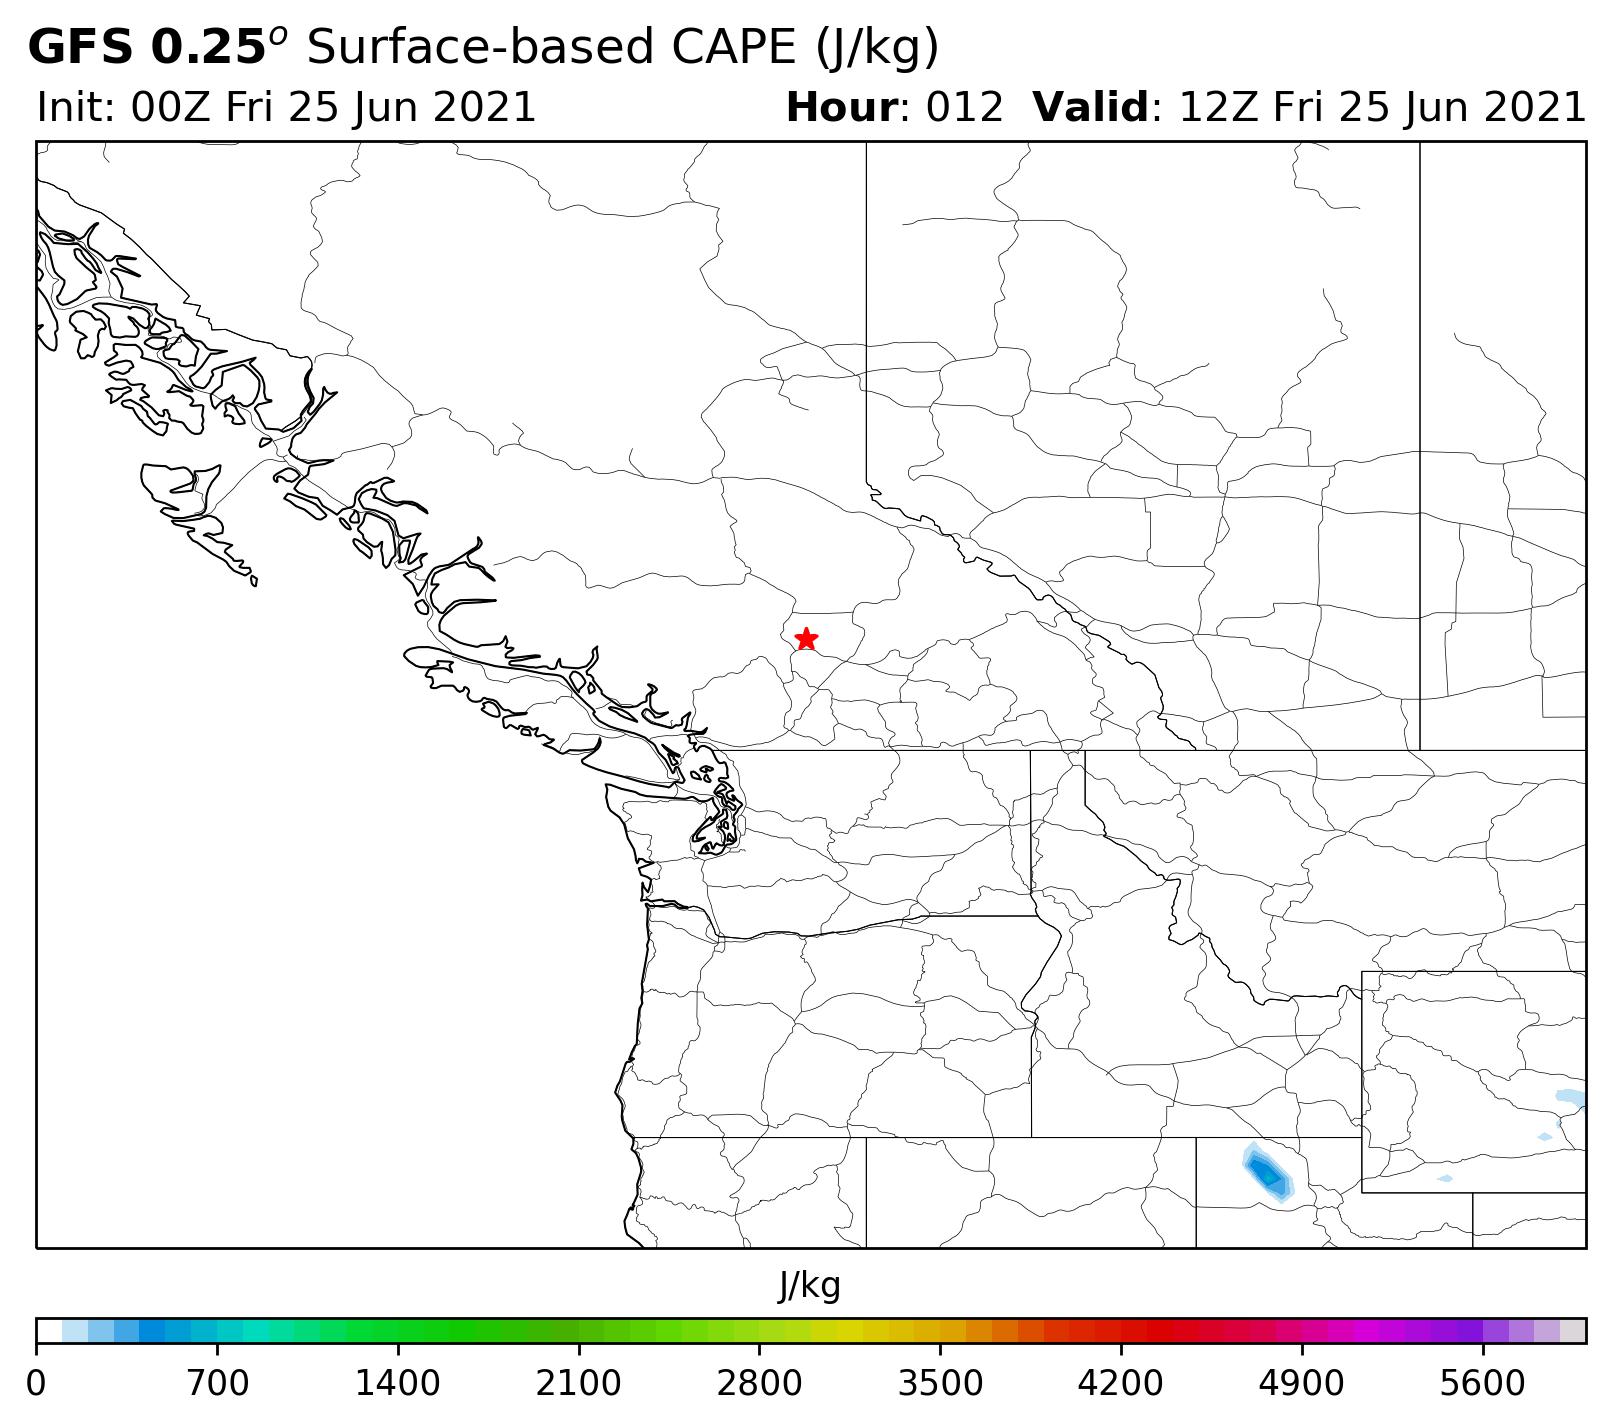 GFS 0.25° Surface-based CAPE (J/kg)
Init: 00Z Fri 25 Jun 2021 Hour: 012 Valid: 12Z Fri 25 Jun 2021
J/kg
0 700 1400 2100 2800 3500 4200 4900 5600